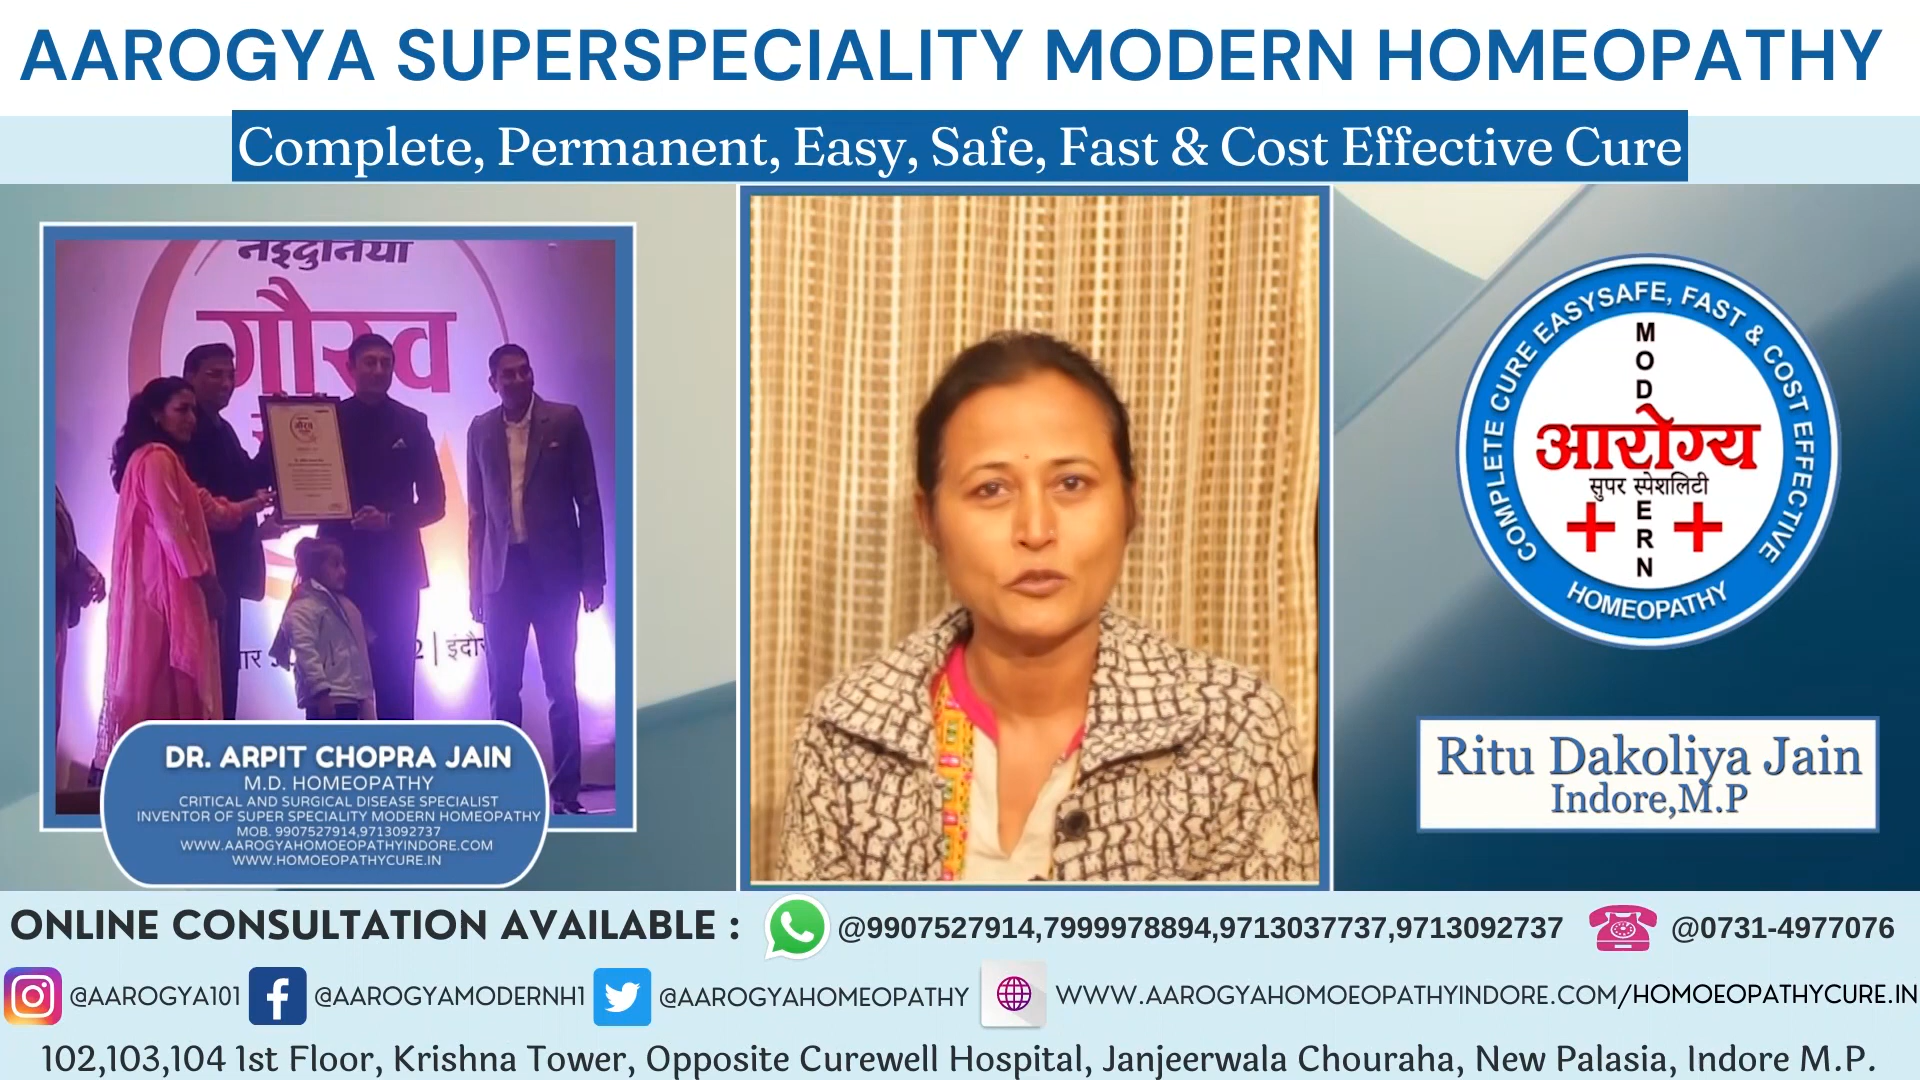 AAROGYA SUPERSPECIALITY MODERN HOMEOPATHY
Complete, Permanent, Easy, Safe, Fast & Cost Effective Cure
नईदुनिया
गौरव
गौरव
2 | इंदौर
DR. ARPIT CHOPRA JAIN
M.D. HOMEOPATHY
CRITICAL AND SURGICAL DISEASE SPECIALIST
INVENTOR OF SUPER SPECIALITY MODERN HOMEOPATHY
MOB. 9907527914,9713092737
WWW.AAROGYAHOMOEOPATHYINDORE.COM
WWW.HOMOEOPATHYCURE.IN
COMPLETE CURE EASYSAFE, FAST & COST EFFECTIVE
MODERN
आरोग्य
सुपर स्पेशलिटी
HOMEOPATHY
Ritu Dakoliya Jain
Indore,M.P
ONLINE CONSULTATION AVAILABLE : @9907527914,7999978894,9713037737,9713092737 @0731-4977076
@AAROGYA101 @AAROGYAMODERNH1 @AAROGYAHOMEOPATHY WWW.AAROGYAHOMOEOPATHYINDORE.COM/HOMOEOPATHYCURE.IN
102,103,104 1st Floor, Krishna Tower, Opposite Curewell Hospital, Janjeerwala Chouraha, New Palasia, Indore M.P.